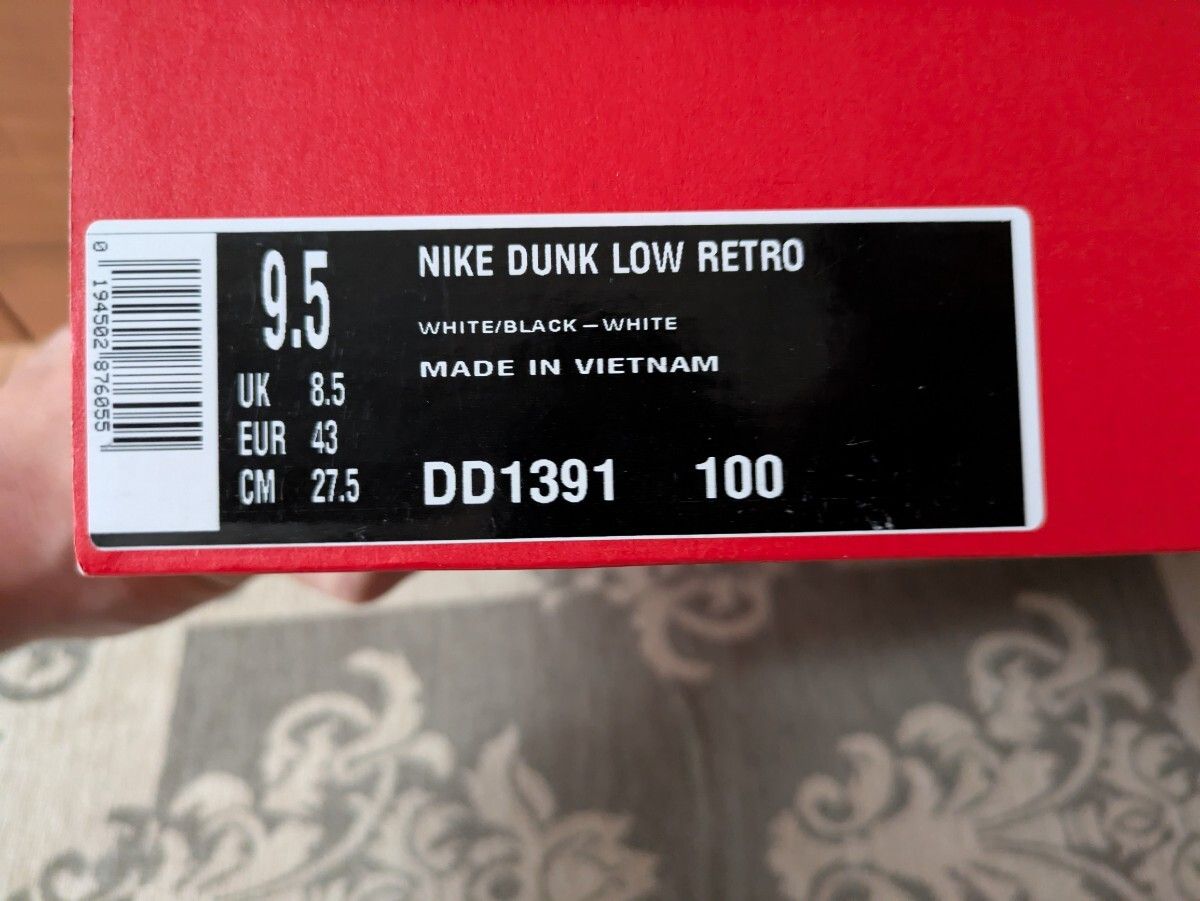 0 194502 876055
9.5
NIKE DUNK LOW RETRO
WHITE/BLACK–WHITE
MADE IN VIETNAM
UK 8.5
EUR 43
CM 27.5
DD1391 100